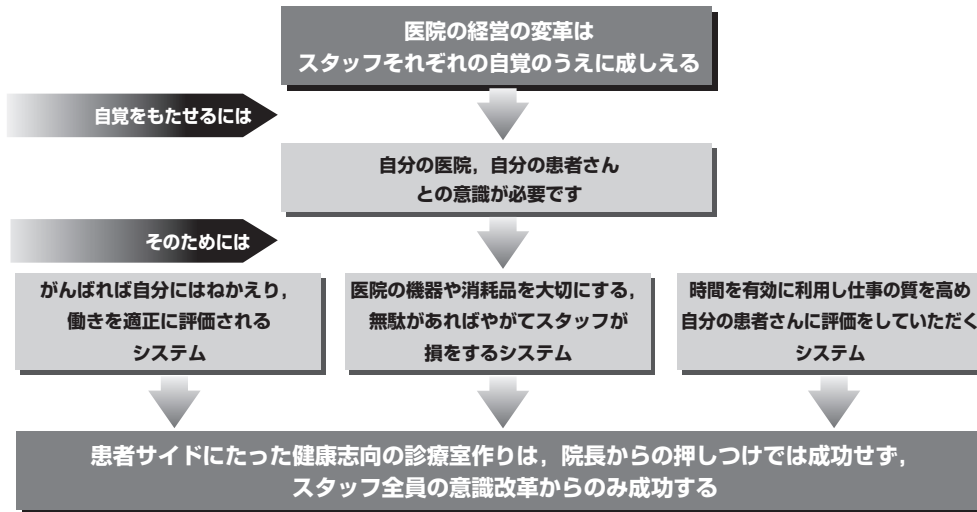 医院の経営の変革は
スタッフそれぞれの自覚のうえに成しえる
自覚をもたせるには
自分の医院，自分の患者さん
との意識が必要です
そのためには
がんばれば自分にはねかえり，
働きを適正に評価される
システム
医院の機器や消耗品を大切にする，
無駄があればやがてスタッフが
損をするシステム
時間を有効に利用し仕事の質を高め
自分の患者さんに評価をしていただく
システム
患者サイドにたった健康志向の診療室作りは，院長からの押しつけでは成功せず，
スタッフ全員の意識改革からのみ成功する